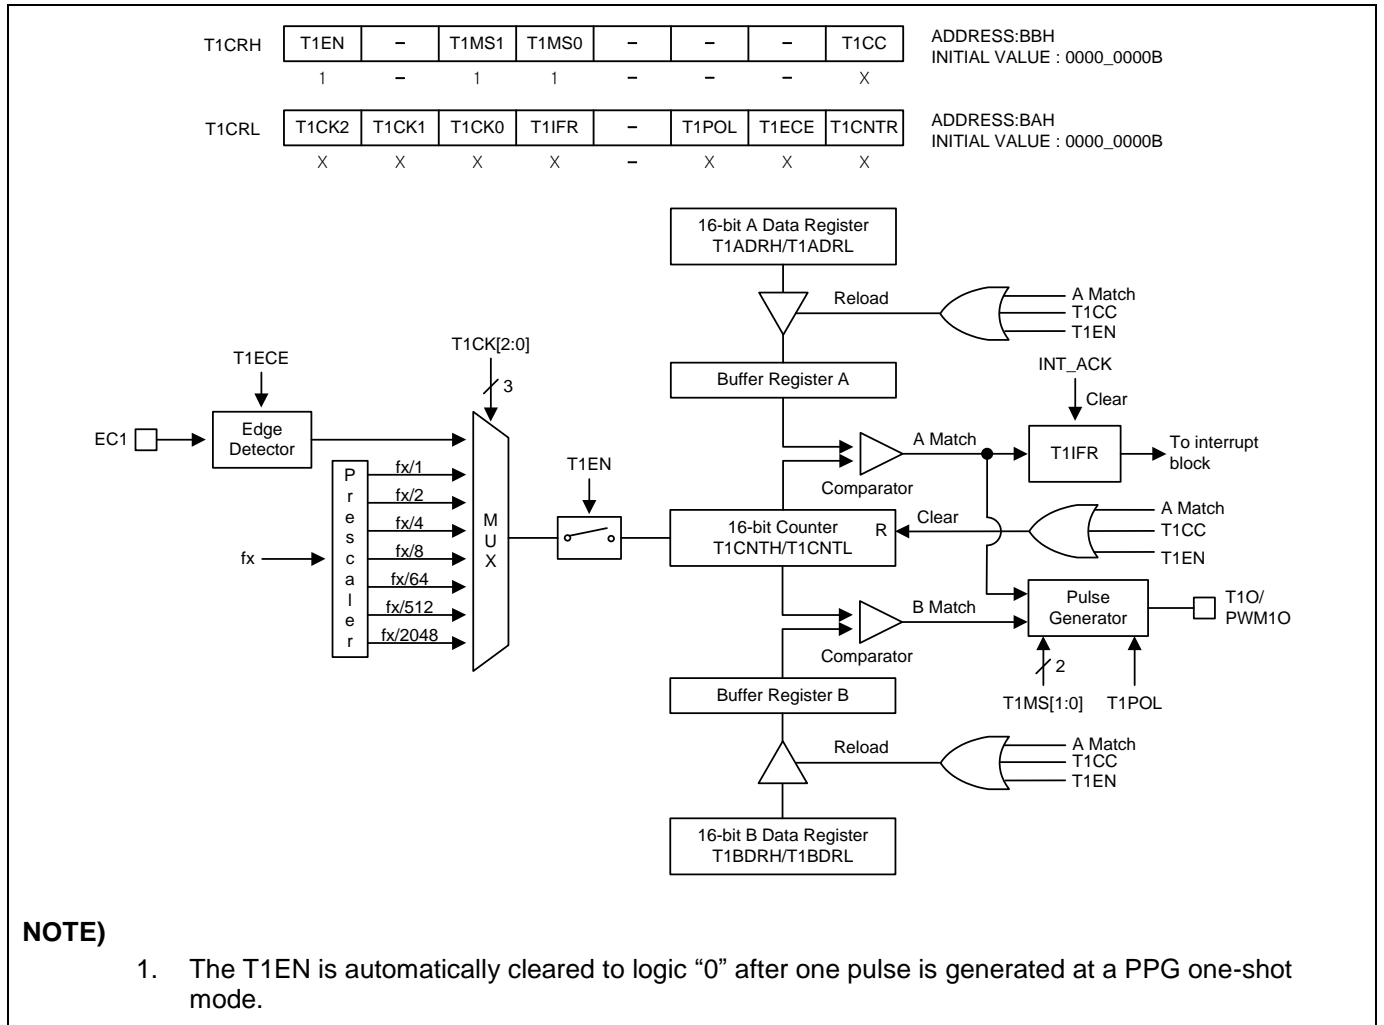 T1CRH T1EN – T1MS1 T1MS0 – – – T1CC ADDRESS:BBH
INITIAL VALUE : 0000_0000B
1 – 1 1 – – – X
T1CRL T1CK2 T1CK1 T1CK0 T1IFR – T1POL T1ECE T1CNTR ADDRESS:BAH
INITIAL VALUE : 0000_0000B
X X X X – X X X
16-bit A Data Register
T1ADRH/T1ADRL
Reload
A Match
T1CC
T1EN
T1ECE
T1CK[2:0]
3
Buffer Register A
INT_ACK
Clear
EC1
Edge
Detector
A Match
T1IFR
To interrupt
block
Comparator
T1EN
Prescaler
fx/1
fx/2
fx/4
fx/8
fx/64
fx/512
fx/2048
fx
MUX
16-bit Counter
T1CNTH/T1CNTL
R
Clear
A Match
T1CC
T1EN
B Match
Pulse
Generator
T1O/
PWM1O
Comparator
2
T1MS[1:0]
T1POL
Buffer Register B
Reload
A Match
T1CC
T1EN
16-bit B Data Register
T1BDRH/T1BDRL
NOTE)
1. The T1EN is automatically cleared to logic “0” after one pulse is generated at a PPG one-shot
mode.